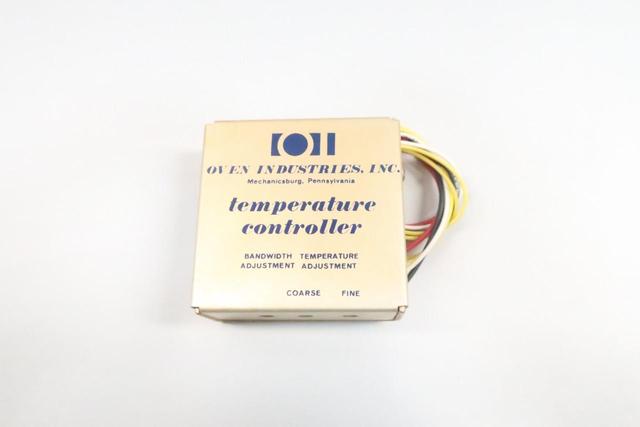 OVEN INDUSTRIES, INC.
Mechanicsburg, Pennsylvania
temperature
controller
BANDWIDTH TEMPERATURE
ADJUSTMENT ADJUSTMENT
COARSE FINE